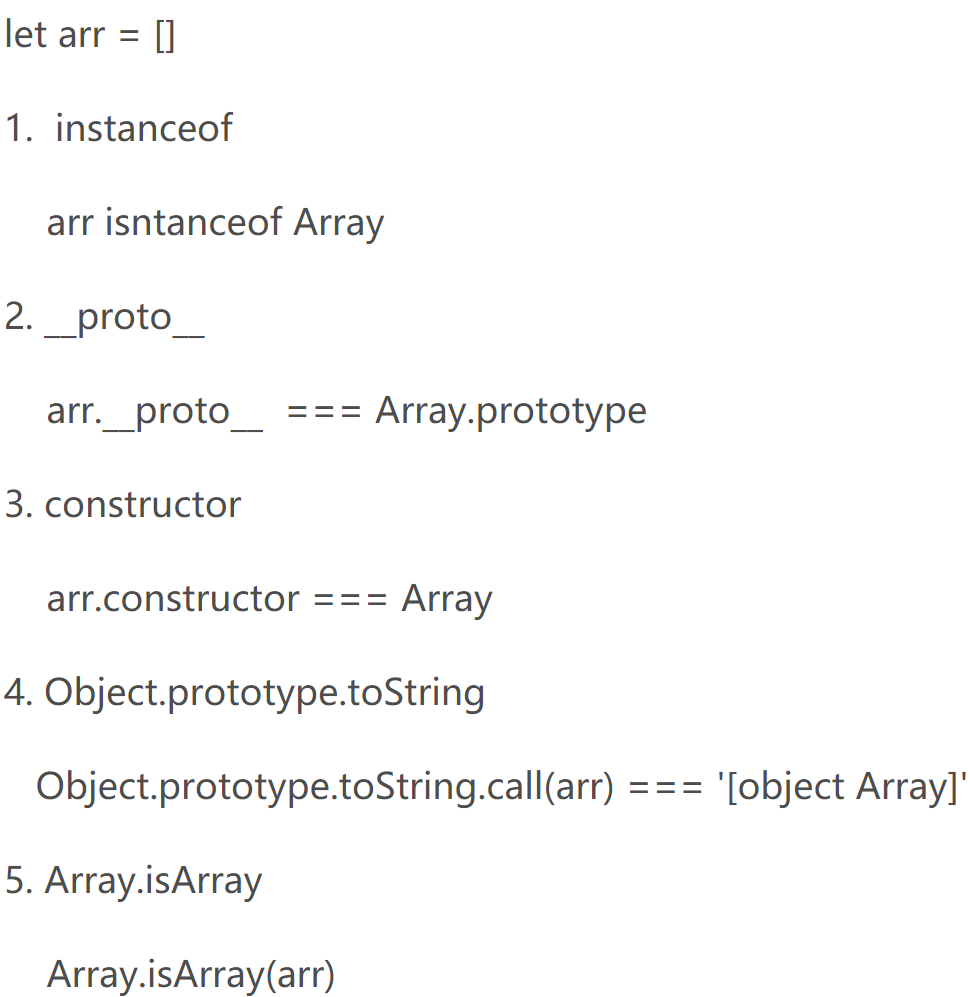 let arr = []
1.  instanceof
arr isntanceof Array
2. __proto__
arr.__proto__  === Array.prototype
3. constructor
arr.constructor === Array
4. Object.prototype.toString
Object.prototype.toString.call(arr) === '[object Array]'
5. Array.isArray
Array.isArray(arr)